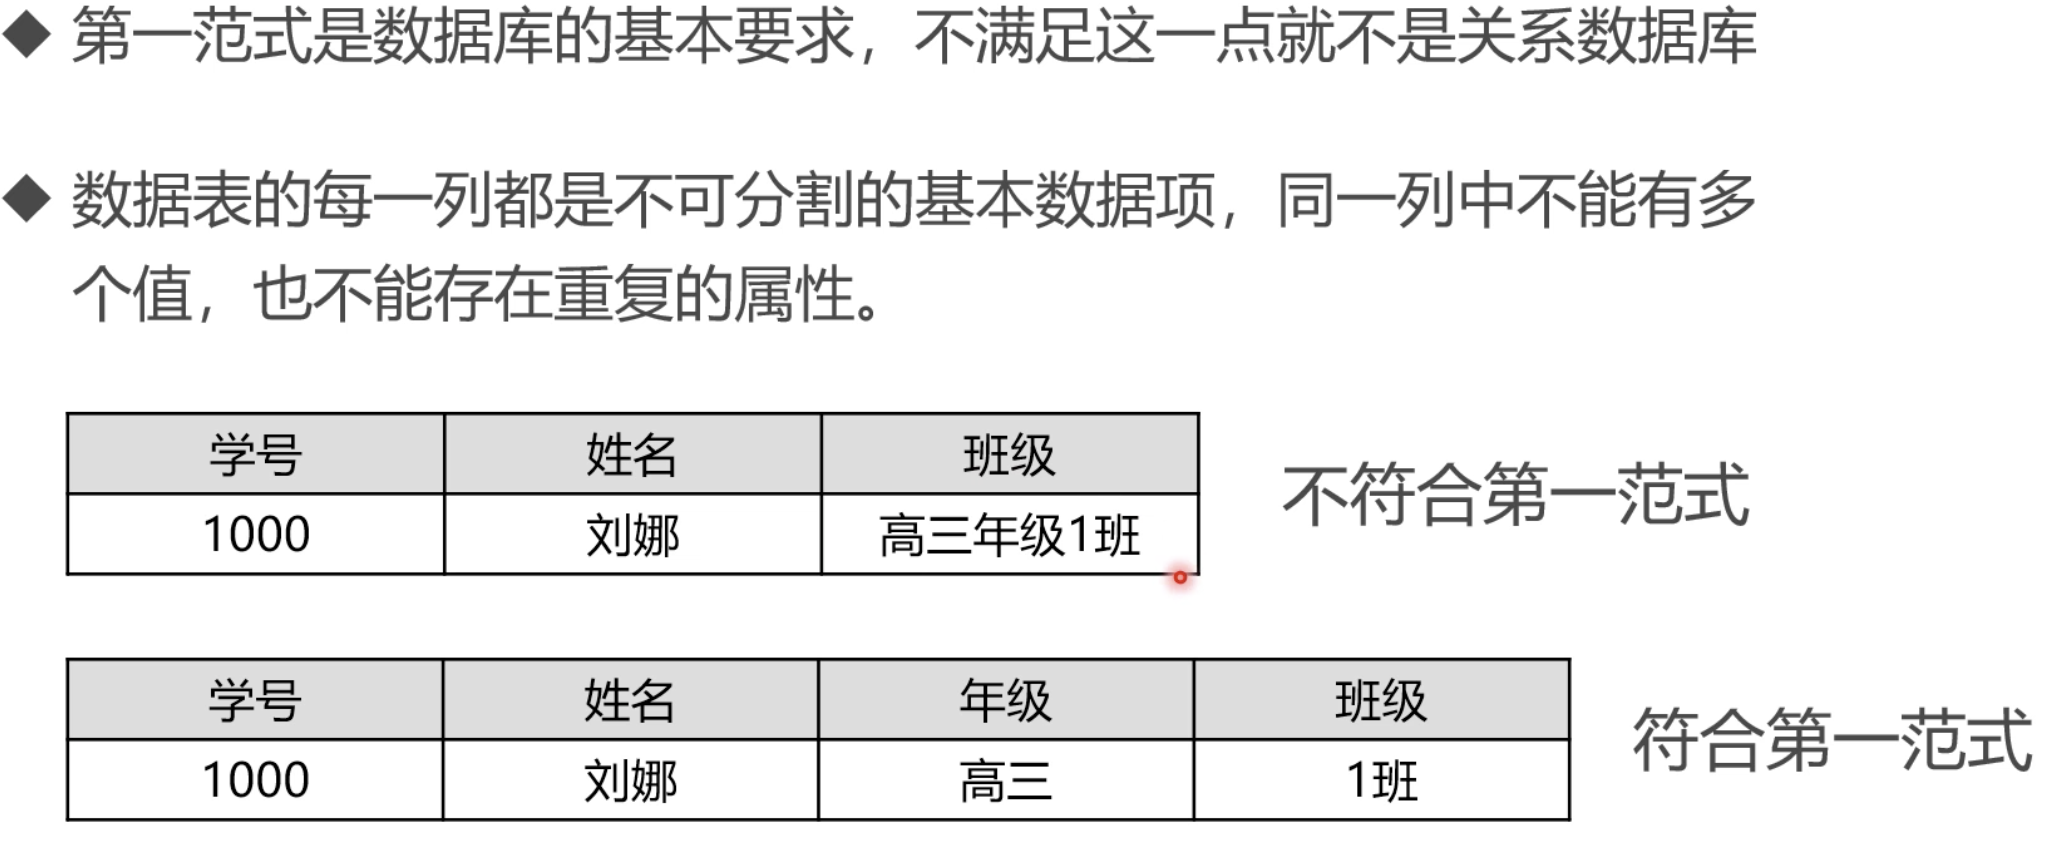 ◆ 第一范式是数据库的基本要求，不满足这一点就不是关系数据库
◆ 数据表的每一列都是不可分割的基本数据项，同一列中不能有多
个值，也不能存在重复的属性。
学号 姓名 班级
1000 刘娜 高三年级1班
不符合第一范式
学号 姓名 年级 班级
1000 刘娜 高三 1班
符合第一范式